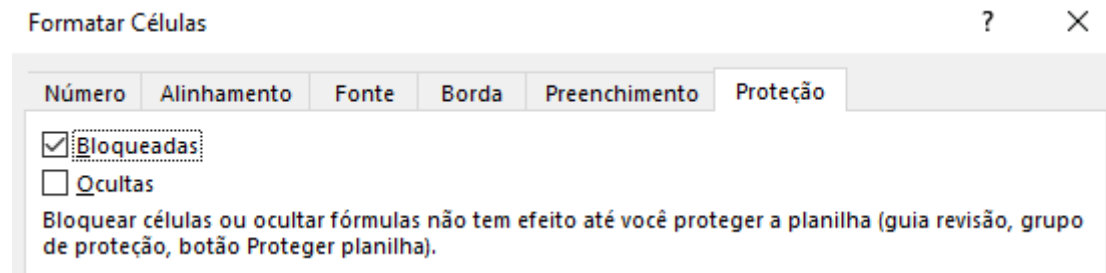 Formatar Células ?
Número Alinhamento Fonte Borda Preenchimento Proteção
Bloqueadas
Ocultas
Bloquear células ou ocultar fórmulas não tem efeito até você proteger a planilha (guia revisão, grupo
de proteção, botão Proteger planilha).